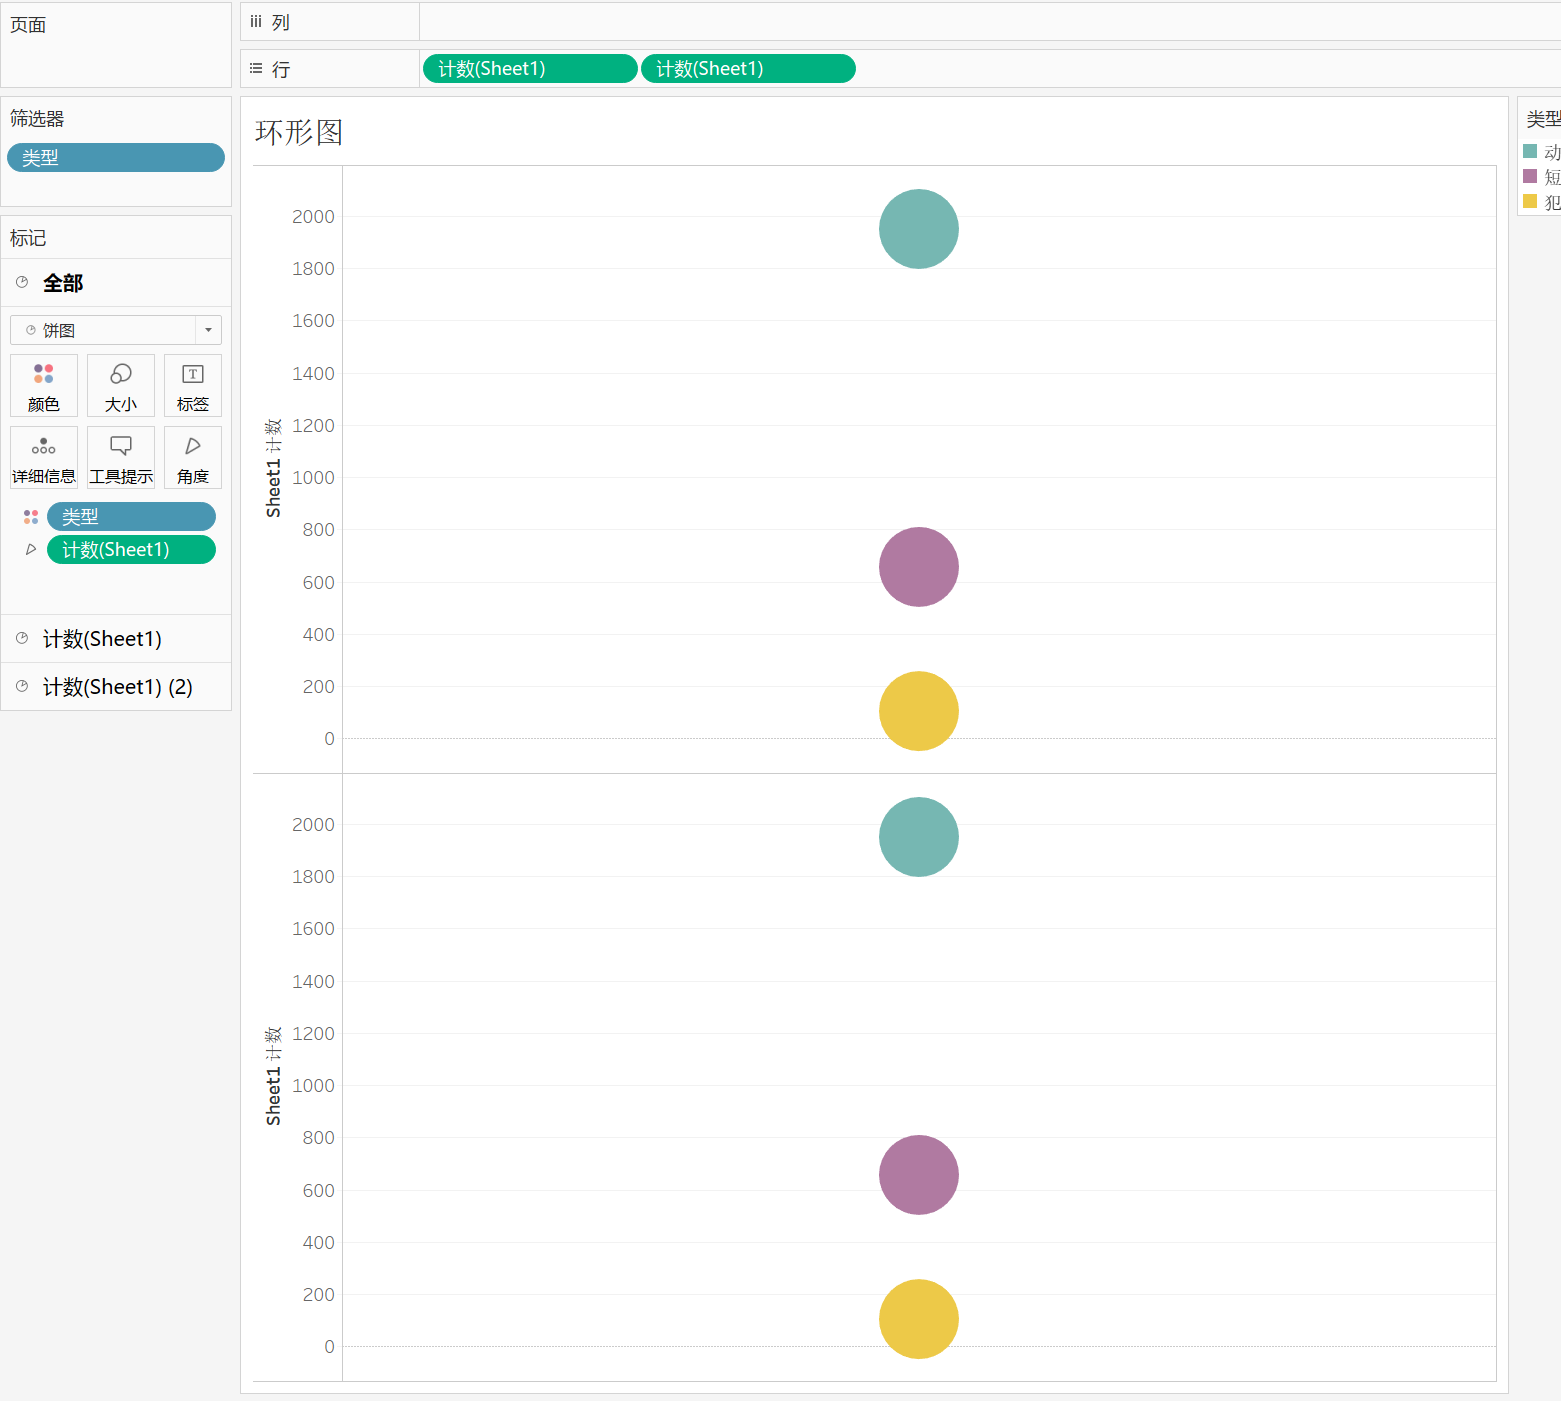 页面
列
行
计数(Sheet1)
计数(Sheet1)
筛选器
类型
标记
全部
饼图
颜色
大小
标签
详细信息
工具提示
角度
类型
计数(Sheet1)
计数(Sheet1)
计数(Sheet1) (2)
环形图
Sheet1 计数
2000
1800
1600
1400
1200
1000
800
600
400
200
0
Sheet1 计数
2000
1800
1600
1400
1200
1000
800
600
400
200
0
类型
动
短
犯